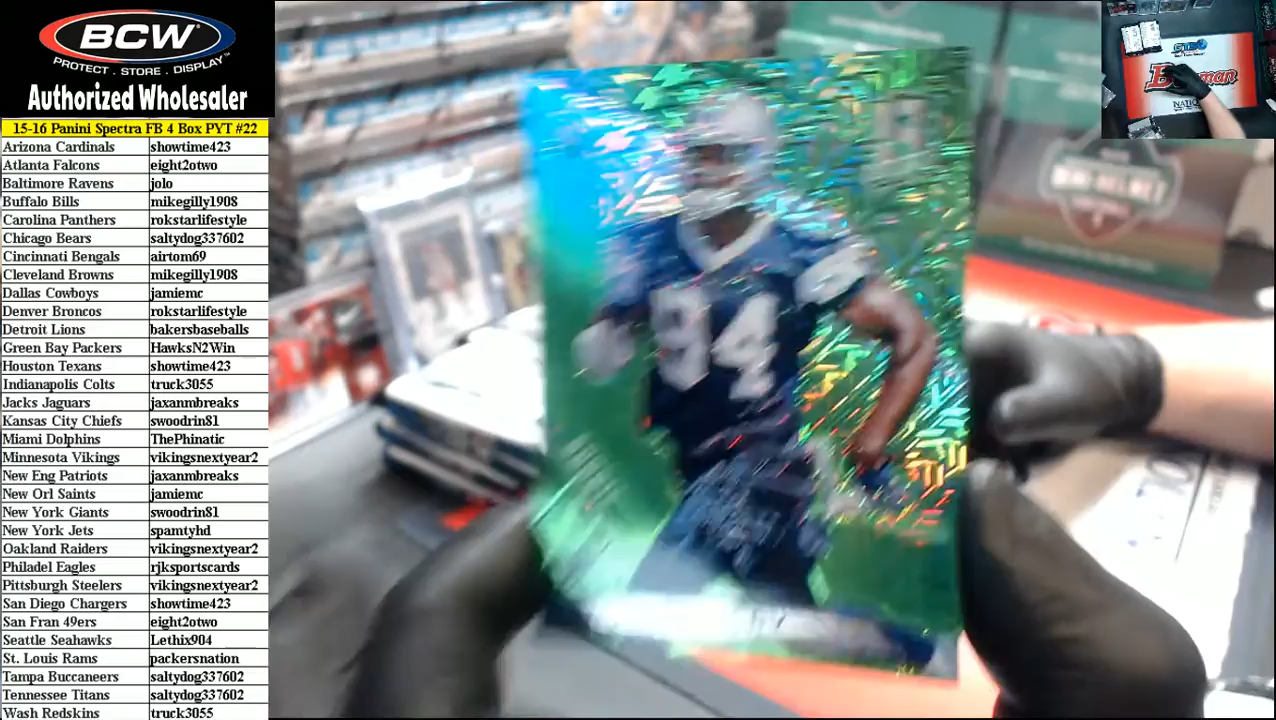 BCW
PROTECT . STORE . DISPLAY™
Authorized Wholesaler
15-16 Panini Spectra FB 4 Box PYT #22
Arizona Cardinals showtime423
Atlanta Falcons eight2otwo
Baltimore Ravens jolo
Buffalo Bills mikegilly1908
Carolina Panthers rokstarlifestyle
Chicago Bears saltydog337602
Cincinnati Bengals airtom69
Cleveland Browns mikegilly1908
Dallas Cowboys jamiemc
Denver Broncos rokstarlifestyle
Detroit Lions bakersbaseballs
Green Bay Packers HawksN2Win
Houston Texans showtime423
Indianapolis Colts truck3055
Jacks Jaguars jaxanmbreaks
Kansas City Chiefs swoodrin81
Miami Dolphins ThePhinatic
Minnesota Vikings vikingsnextyear2
New Eng Patriots jaxanmbreaks
New Orl Saints jamiemc
New York Giants swoodrin81
New York Jets spamtyhd
Oakland Raiders vikingsnextyear2
Philadel Eagles rjksportscards
Pittsburgh Steelers vikingsnextyear2
San Diego Chargers showtime423
San Fran 49ers eight2otwo
Seattle Seahawks Lethix904
St. Louis Rams packersnation
Tampa Buccaneers saltydog337602
Tennessee Titans saltydog337602
Wash Redskins truck3055
94